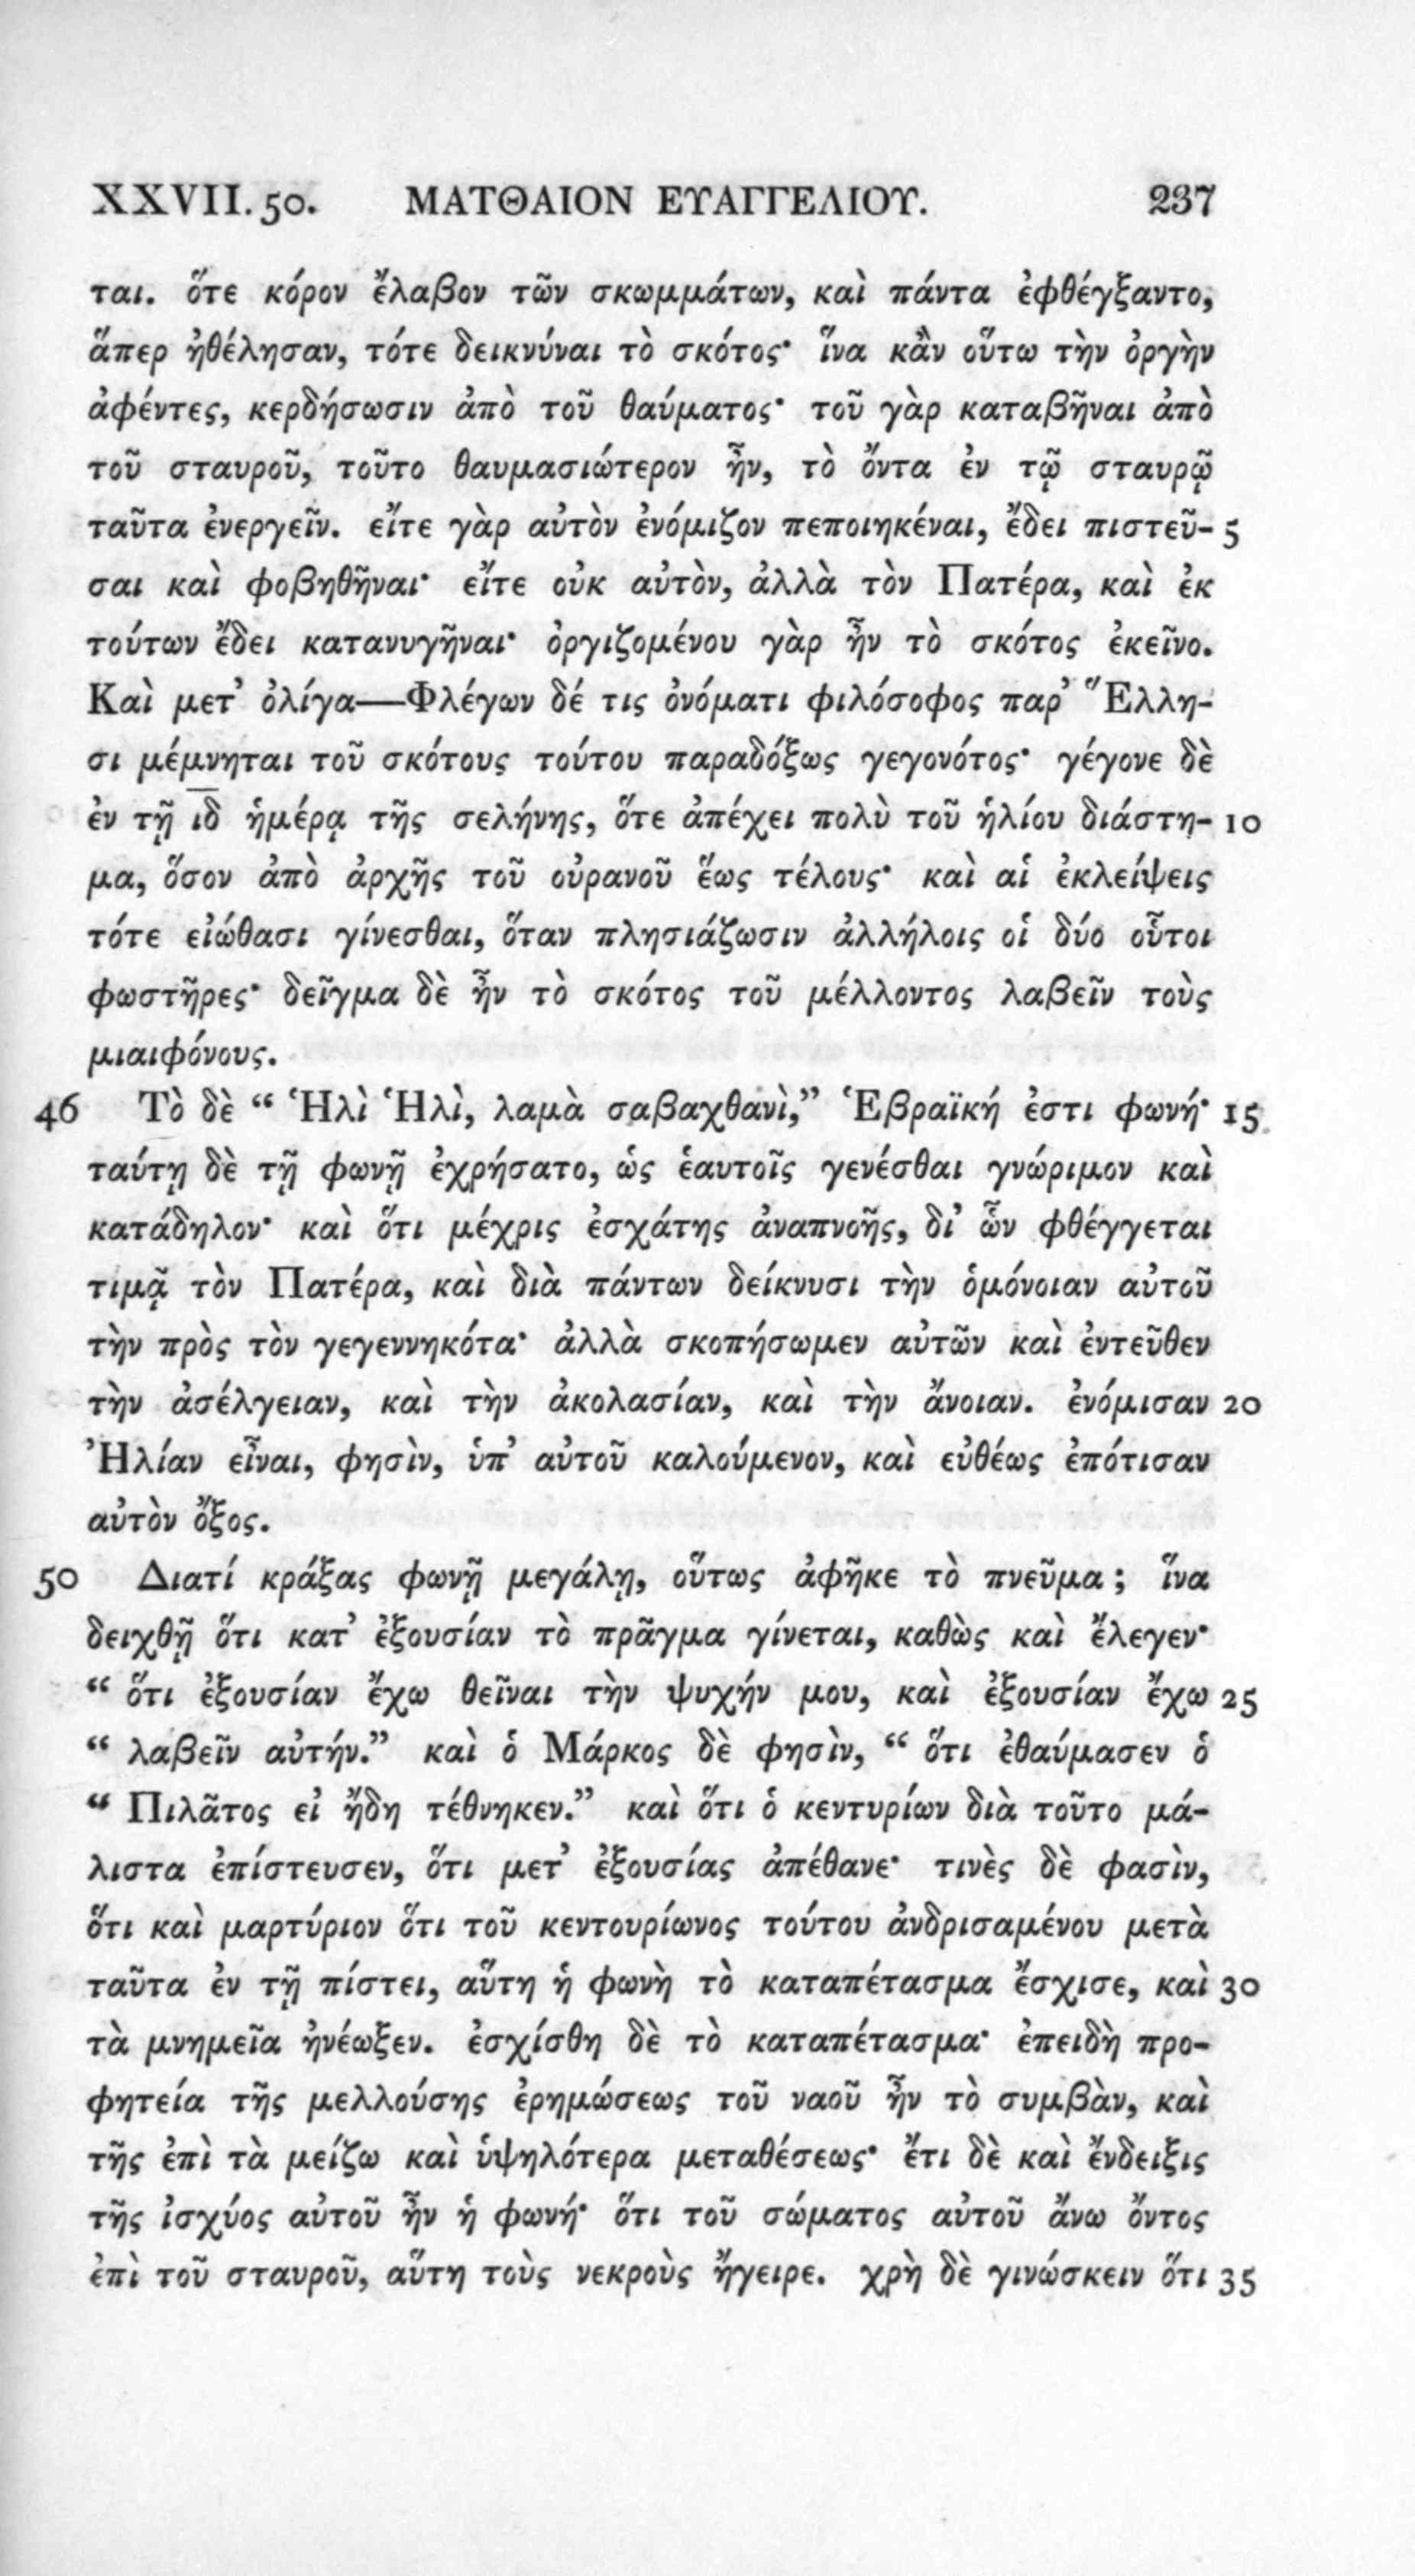 XXVII. 50. ΜΑΤΘΑΙΟΝ ΕΥΑΓΓΕΛΙΟΥ. 237
ται. ὅτε κόρον ἔλαβον τῶν σκωμμάτων, καὶ πάντα ἐφθέγξαντο,
ἅπερ ἠθέλησαν, τότε δεικνύναι τὸ σκότος· ἵνα κἂν οὕτω τὴν ὀργὴν
ἀφέντες, κερδήσωσιν ἀπὸ τοῦ θαύματος· τοῦ γὰρ καταβῆναι ἀπὸ
τοῦ σταυροῦ, τοῦτο θαυμασιώτερον ἦν, τὸ ὄντα ἐν τῷ σταυρῷ
ταῦτα ἐνεργεῖν. εἴτε γὰρ αὐτὸν ἐνόμιζον πεποιηκέναι, ἔδει πιστεῦ- 5
σαι καὶ φοβηθῆναι· εἴτε οὐκ αὐτὸν, ἀλλὰ τὸν Πατέρα, καὶ ἐκ
τούτων ἔδει κατανυγῆναι· ὀργιζομένου γὰρ ἦν τὸ σκότος ἐκεῖνο.
Καὶ μετ’ ὀλίγα—Φλέγων δέ τις ὀνόματι φιλόσοφος παρ’ Ἕλλη-
σι μέμνηται τοῦ σκότους τούτου παραδόξως γεγονότος· γέγονε δὲ
ἐν τῇ ι̅δ̅ ἡμέρᾳ τῆς σελήνης, ὅτε ἀπέχει πολὺ τοῦ ἡλίου διάστη- 10
μα, ὅσον ἀπὸ ἀρχῆς τοῦ οὐρανοῦ ἕως τέλους· καὶ αἱ ἐκλείψεις
τότε εἰώθασι γίνεσθαι, ὅταν πλησιάζωσιν ἀλλήλοις οἱ δύο οὗτοι
φωστῆρες· δεῖγμα δὲ ἦν τὸ σκότος τοῦ μέλλοντος λαβεῖν τοὺς
μιαιφόνους.
46 Τὸ δὲ “ Ἡλὶ Ἡλὶ, λαμὰ σαβαχθανὶ,” Ἑβραϊκή ἐστι φωνή· 15
ταύτῃ δὲ τῇ φωνῇ ἐχρήσατο, ὡς ἑαυτοῖς γενέσθαι γνώριμον καὶ
κατάδηλον· καὶ ὅτι μέχρις ἐσχάτης ἀναπνοῆς, δι’ ὧν φθέγγεται
τιμᾷ τὸν Πατέρα, καὶ διὰ πάντων δείκνυσι τὴν ὁμόνοιαν αὐτοῦ
τὴν πρὸς τὸν γεγεννηκότα· ἀλλὰ σκοπήσωμεν αὐτῶν καὶ ἐντεῦθεν
τὴν ἀσέλγειαν, καὶ τὴν ἀκολασίαν, καὶ τὴν ἄνοιαν. ἐνόμισαν 20
Ἠλίαν εἶναι, φησὶν, ὑπ’ αὐτοῦ καλούμενον, καὶ εὐθέως ἐπότισαν
αὐτὸν ὄξος.
50 Διατί κράξας φωνῇ μεγάλῃ, οὕτως ἀφῆκε τὸ πνεῦμα ; ἵνα
δειχθῇ ὅτι κατ’ ἐξουσίαν τὸ πρᾶγμα γίνεται, καθὼς καὶ ἔλεγεν·
“ ὅτι ἐξουσίαν ἔχω θεῖναι τὴν ψυχήν μου, καὶ ἐξουσίαν ἔχω 25
“ λαβεῖν αὐτήν.” καὶ ὁ Μάρκος δὲ φησὶν, “ ὅτι ἐθαύμασεν ὁ
“ Πιλᾶτος εἰ ἤδη τέθνηκεν.” καὶ ὅτι ὁ κεντυρίων διὰ τοῦτο μά-
λιστα ἐπίστευσεν, ὅτι μετ’ ἐξουσίας ἀπέθανε· τινὲς δὲ φασὶν,
ὅτι καὶ μαρτύριον ὅτι τοῦ κεντουρίωνος τούτου ἀνδρισαμένου μετὰ
ταῦτα ἐν τῇ πίστει, αὕτη ἡ φωνὴ τὸ καταπέτασμα ἔσχισε, καὶ 30
τὰ μνημεῖα ἠνέωξεν. ἐσχίσθη δὲ τὸ καταπέτασμα· ἐπειδὴ προ-
φητεία τῆς μελλούσης ἐρημώσεως τοῦ ναοῦ ἦν τὸ συμβὰν, καὶ
τῆς ἐπὶ τὰ μείζω καὶ ὑψηλότερα μεταθέσεως· ἔτι δὲ καὶ ἔνδειξις
τῆς ἰσχύος αὐτοῦ ἦν ἡ φωνή· ὅτι τοῦ σώματος αὐτοῦ ἄνω ὄντος
ἐπὶ τοῦ σταυροῦ, αὕτη τοὺς νεκροὺς ἤγειρε. χρὴ δὲ γινώσκειν ὅτι 35